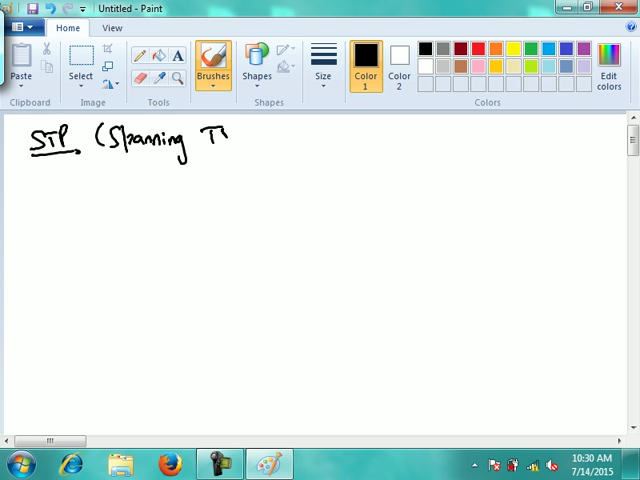 Untitled - Paint
Home View
Paste
Select
Brushes
Shapes
Size
Color 1
Color 2
Edit colors
Clipboard Image Tools Shapes Colors
STP (Spanning Tr
10:30 AM
7/14/2015